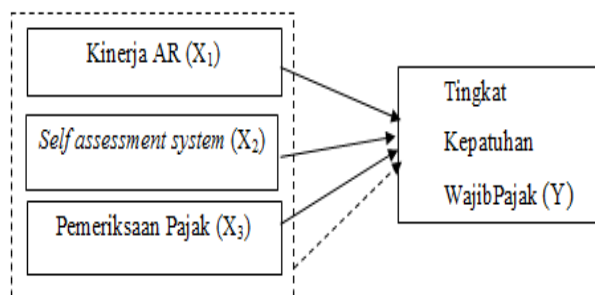 Kinerja AR (X₁)
Self assessment system (X₂)
Pemeriksaan Pajak (X₃)
Tingkat
Kepatuhan
WajibPajak (Y)